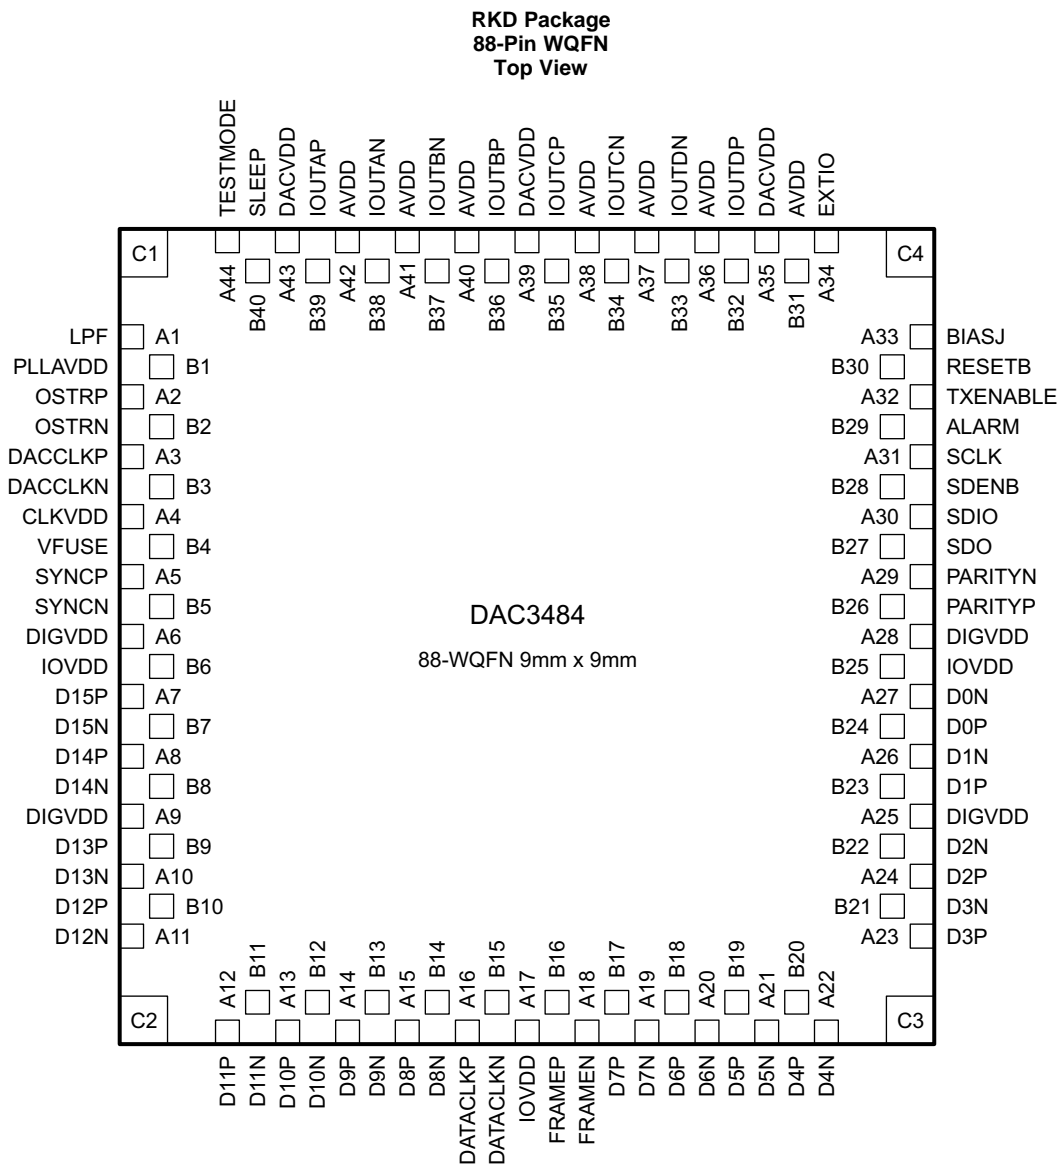 RKD Package
88-Pin WQFN
Top View
TESTMODE
SLEEP
DACVDD
IOUTAP
AVDD
IOUTAN
AVDD
IOUTBN
AVDD
IOUTBP
DACVDD
IOUTCP
AVDD
IOUTCN
AVDD
IOUTDN
AVDD
IOUTDP
DACVDD
AVDD
EXTIO
C1
A44
B40
A43
B39
A42
B38
A41
B37
A40
B36
A39
B35
A38
B34
A37
B33
A36
B32
A35
B31
A34
C4
LPF A1
PLLAVDD B1
OSTRP A2
OSTRN B2
DACCLKP A3
DACCLKN B3
CLKVDD A4
VFUSE B4
SYNCP A5
SYNCN B5
DIGVDD A6
IOVDD B6
D15P A7
D15N B7
D14P A8
D14N B8
DIGVDD A9
D13P B9
D13N A10
D12P B10
D12N A11
DAC3484
88-WQFN 9mm x 9mm
A33 BIASJ
B30 RESETB
A32 TXENABLE
B29 ALARM
A31 SCLK
B28 SDENB
A30 SDIO
B27 SDO
A29 PARITYN
B26 PARITYP
A28 DIGVDD
B25 IOVDD
A27 D0N
B24 D0P
A26 D1N
B23 D1P
A25 DIGVDD
B22 D2N
A24 D2P
B21 D3N
A23 D3P
C2
A12
B11
A13
B12
A14
B13
A15
B14
A16
B15
A17
B16
A18
B17
A19
B18
A20
B19
A21
B20
A22
C3
D11P
D11N
D10P
D10N
D9P
D9N
D8P
D8N
DATACLKP
DATACLKN
IOVDD
FRAMEP
FRAMEN
D7P
D7N
D6P
D6N
D5P
D5N
D4P
D4N